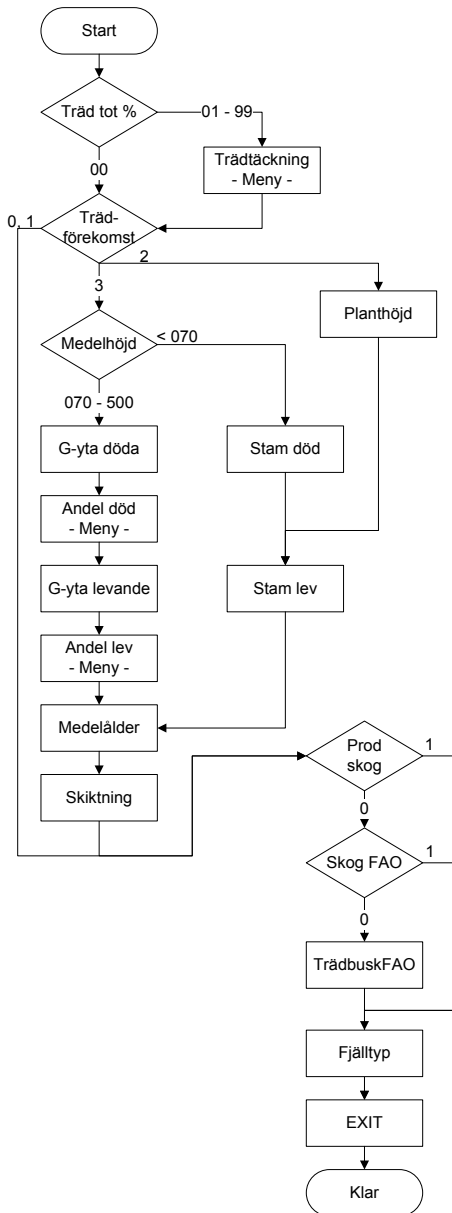 Start
Träd tot %
01 - 99
Trädtäckning
- Meny -
00
0, 1
Träd-
förekomst
2
3
Planthöjd
Medelhöjd
< 070
070 - 500
G-yta döda
Stam död
Andel död
- Meny -
G-yta levande
Stam lev
Andel lev
- Meny -
Medelålder
Prod
skog
1
Skiktning
0
Skog FAO
1
0
TrädbuskFAO
Fjälltyp
EXIT
Klar